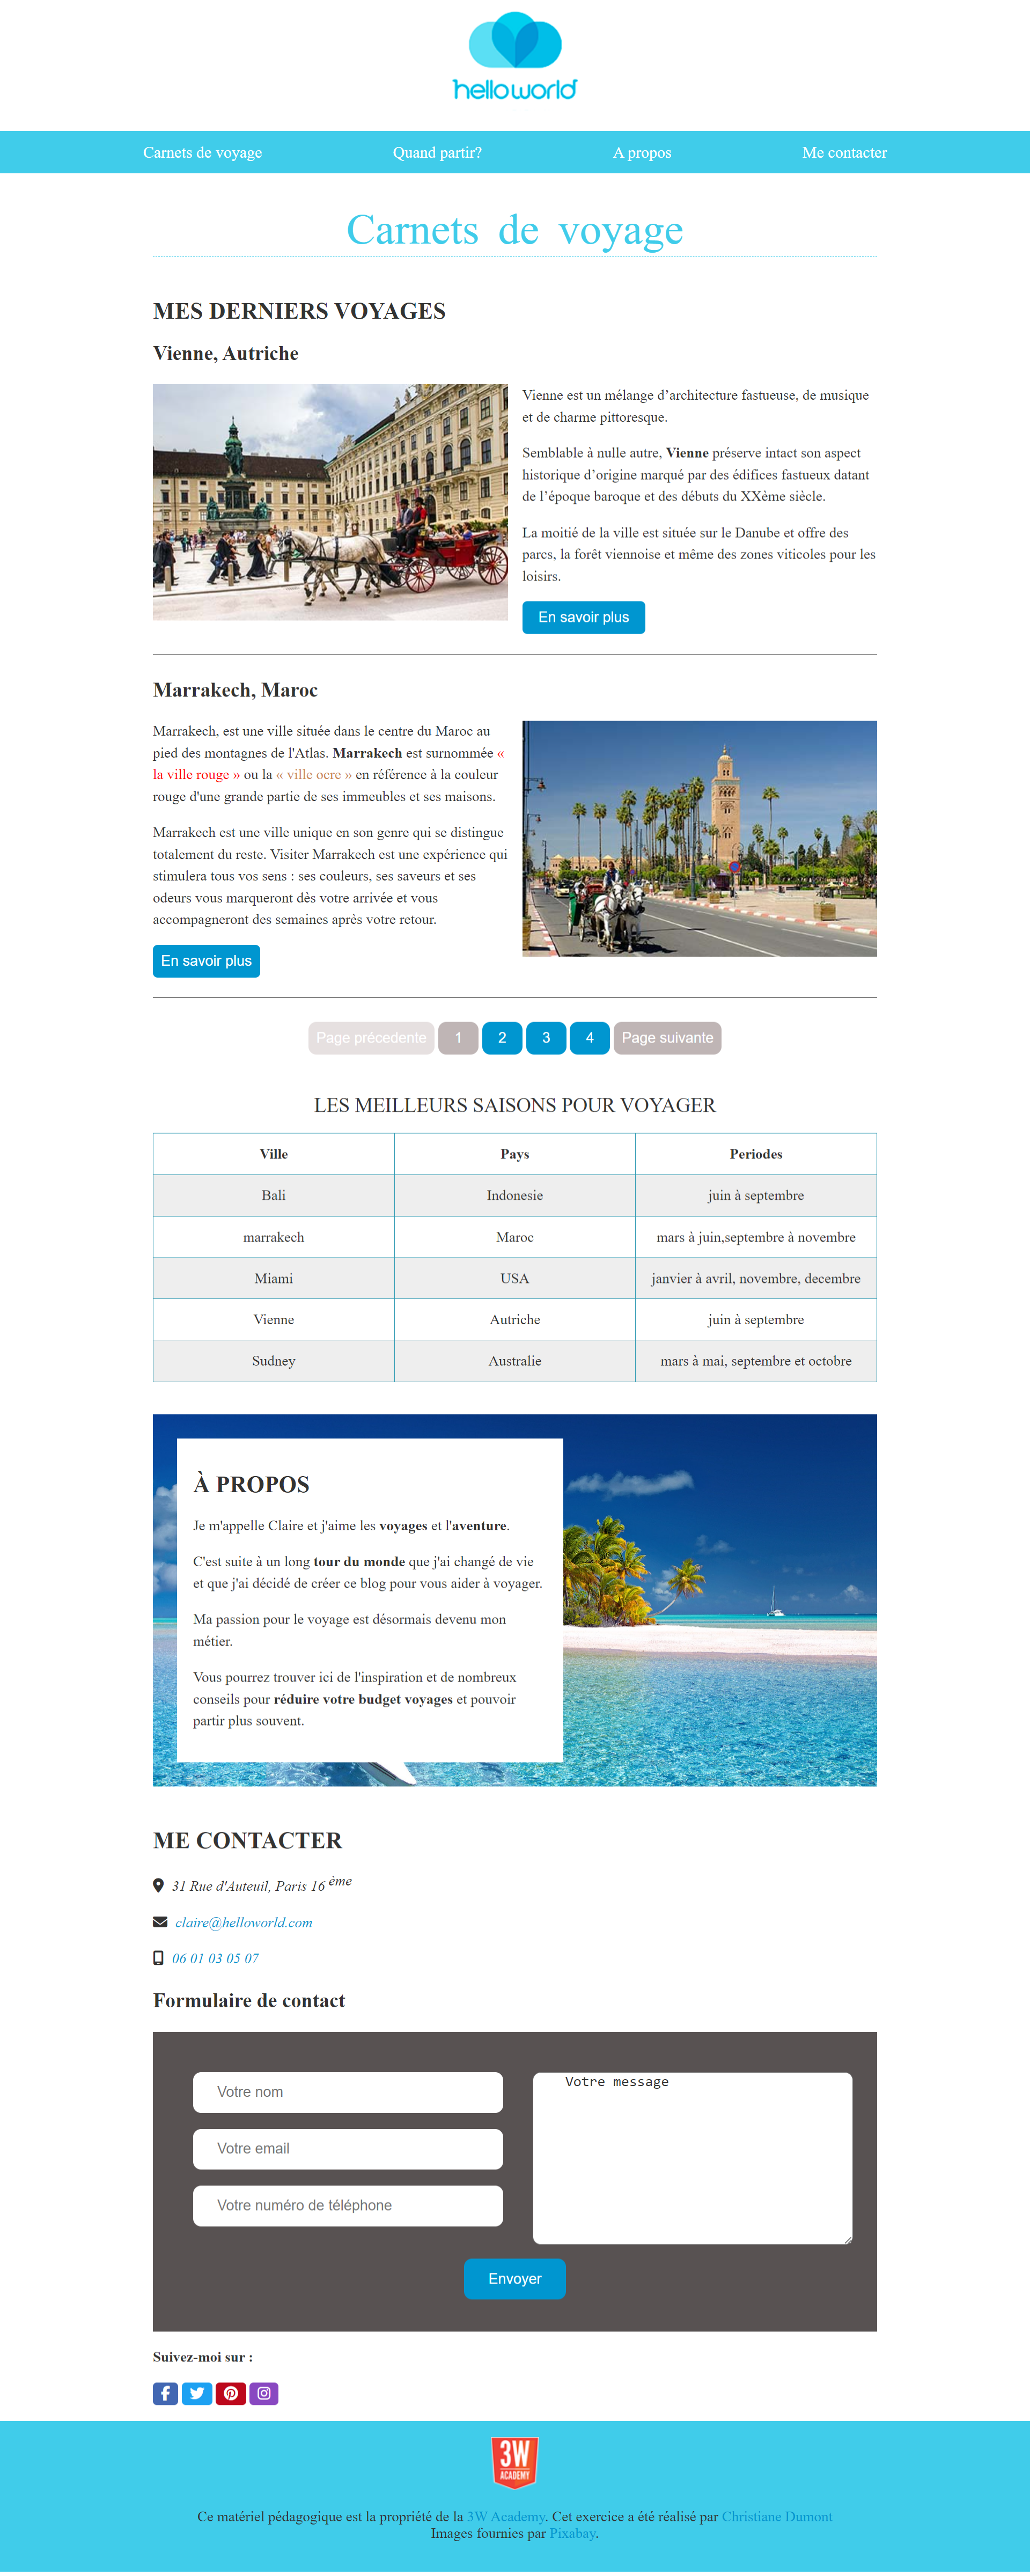 helloworld
Carnets de voyage
Quand partir?
A propos
Me contacter
Carnets de voyage
MES DERNIERS VOYAGES
Vienne, Autriche
Vienne est un mélange d’architecture fastueuse, de musique
et de charme pittoresque.
Semblable à nulle autre, Vienne préserve intact son aspect
historique d’origine marqué par des édifices fastueux datant
de l’époque baroque et des débuts du XXème siècle.
La moitié de la ville est située sur le Danube et offre des
parcs, la forêt viennoise et même des zones viticoles pour les
loisirs.
En savoir plus
Marrakech, Maroc
Marrakech, est une ville située dans le centre du Maroc au
pied des montagnes de l'Atlas. Marrakech est surnommée «
la ville rouge » ou la « ville ocre » en référence à la couleur
rouge d'une grande partie de ses immeubles et ses maisons.
Marrakech est une ville unique en son genre qui se distingue
totalement du reste. Visiter Marrakech est une expérience qui
stimulera tous vos sens : ses couleurs, ses saveurs et ses
odeurs vous marqueront dès votre arrivée et vous
accompagneront des semaines après votre retour.
En savoir plus
Page précedente 1 2 3 4 Page suivante
LES MEILLEURS SAISONS POUR VOYAGER
Ville Pays Periodes
Bali Indonesie juin à septembre
marrakech Maroc mars à juin,septembre à novembre
Miami USA janvier à avril, novembre, decembre
Vienne Autriche juin à septembre
Sudney Australie mars à mai, septembre et octobre
À PROPOS
Je m'appelle Claire et j'aime les voyages et l'aventure.
C'est suite à un long tour du monde que j'ai changé de vie
et que j'ai décidé de créer ce blog pour vous aider à voyager.
Ma passion pour le voyage est désormais devenu mon
métier.
Vous pourrez trouver ici de l'inspiration et de nombreux
conseils pour réduire votre budget voyages et pouvoir
partir plus souvent.
ME CONTACTER
31 Rue d'Auteuil, Paris 16 ème
claire@helloworld.com
06 01 03 05 07
Formulaire de contact
Votre nom
Votre email
Votre numéro de téléphone
Votre message
Envoyer
Suivez-moi sur :
3W
ACADEMY
Ce matériel pédagogique est la propriété de la 3W Academy. Cet exercice a été réalisé par Christiane Dumont
Images fournies par Pixabay.